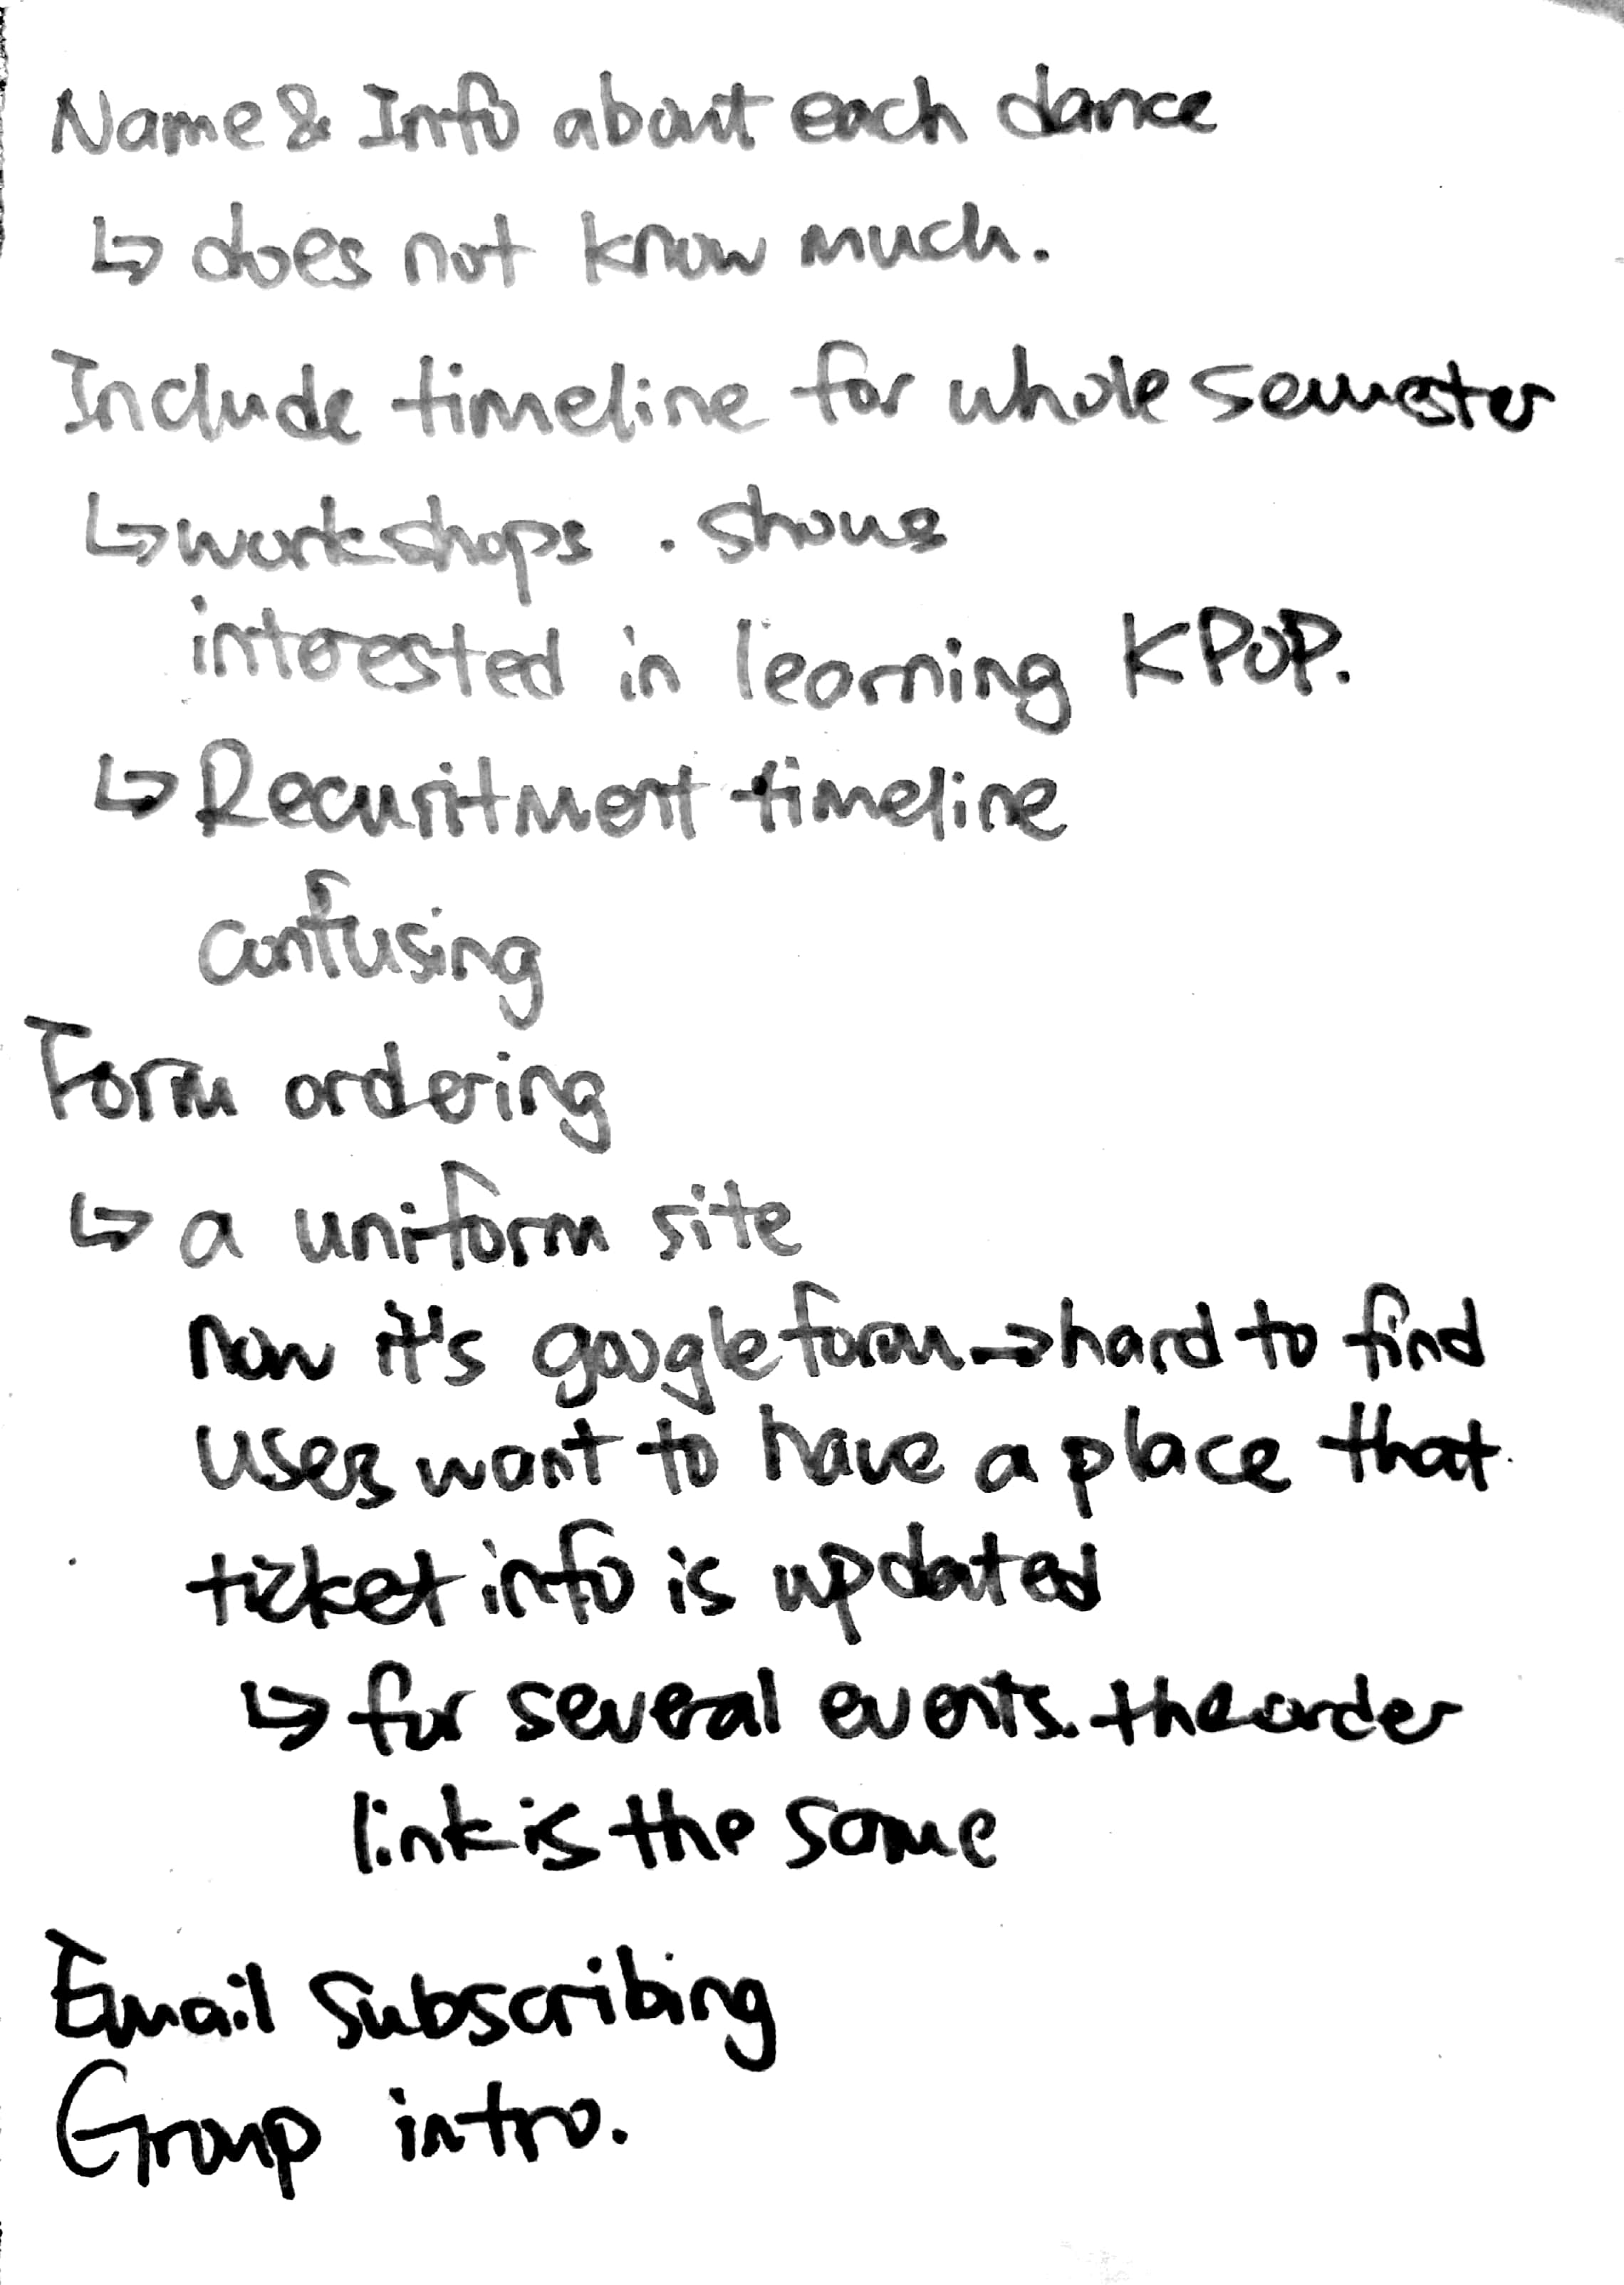 Name & Info about each dance
↳ does not know much.
Include timeline for whole semester
↳ workshops . shows
interested in learning KPOP.
↳ Recuritment timeline
confusing
Form ordering
↳ a uniform site
now it's google form → hard to find
users want to have a place that
ticket info is updated
↳ for several events. the order
link is the same
Email Subscribing
Group intro.